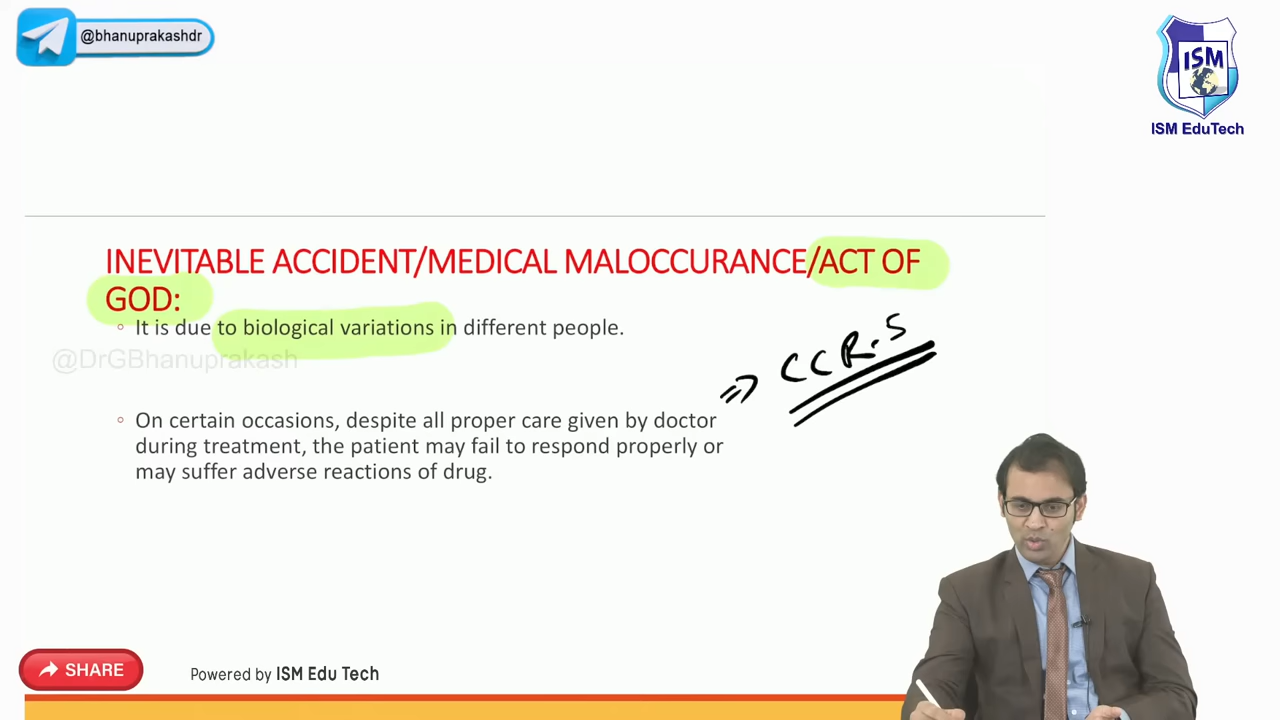 @bhanuprakashdr
ISM
ISM EduTech
INEVITABLE ACCIDENT/MEDICAL MALOCCURANCE/ACT OF
GOD:
◦ It is due to biological variations in different people.
@DrGBhanuprakash
⇒ CCR.S
◦ On certain occasions, despite all proper care given by doctor
during treatment, the patient may fail to respond properly or
may suffer adverse reactions of drug.
SHARE
Powered by ISM Edu Tech